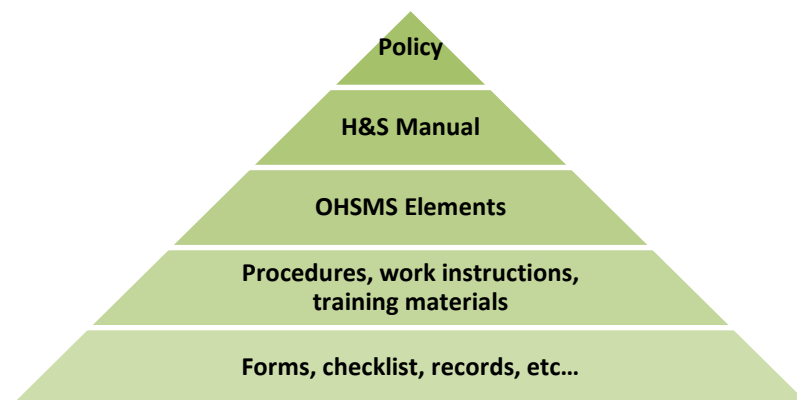 Policy
H&S Manual
OHSMS Elements
Procedures, work instructions,
training materials
Forms, checklist, records, etc…